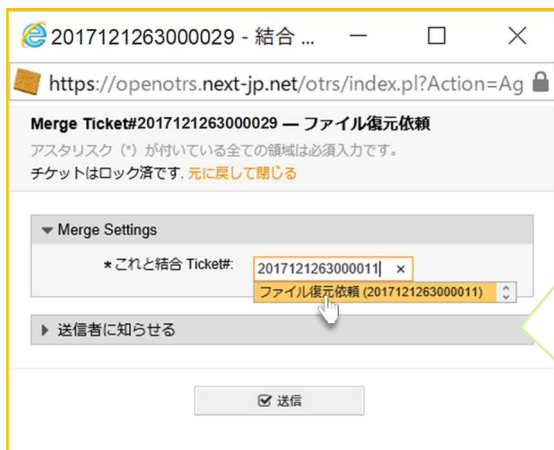 2017121263000029 - 結合 ...
https://openotrs.next-jp.net/otrs/index.pl?Action=Ag
Merge Ticket#2017121263000029 — ファイル復元依頼
アスタリスク (*) が付いている全ての領域は必須入力です。
チケットはロック済です. 元に戻して閉じる
Merge Settings
*これと結合 Ticket#: 2017121263000011 ×
ファイル復元依頼 (2017121263000011)
送信者に知らせる
送信